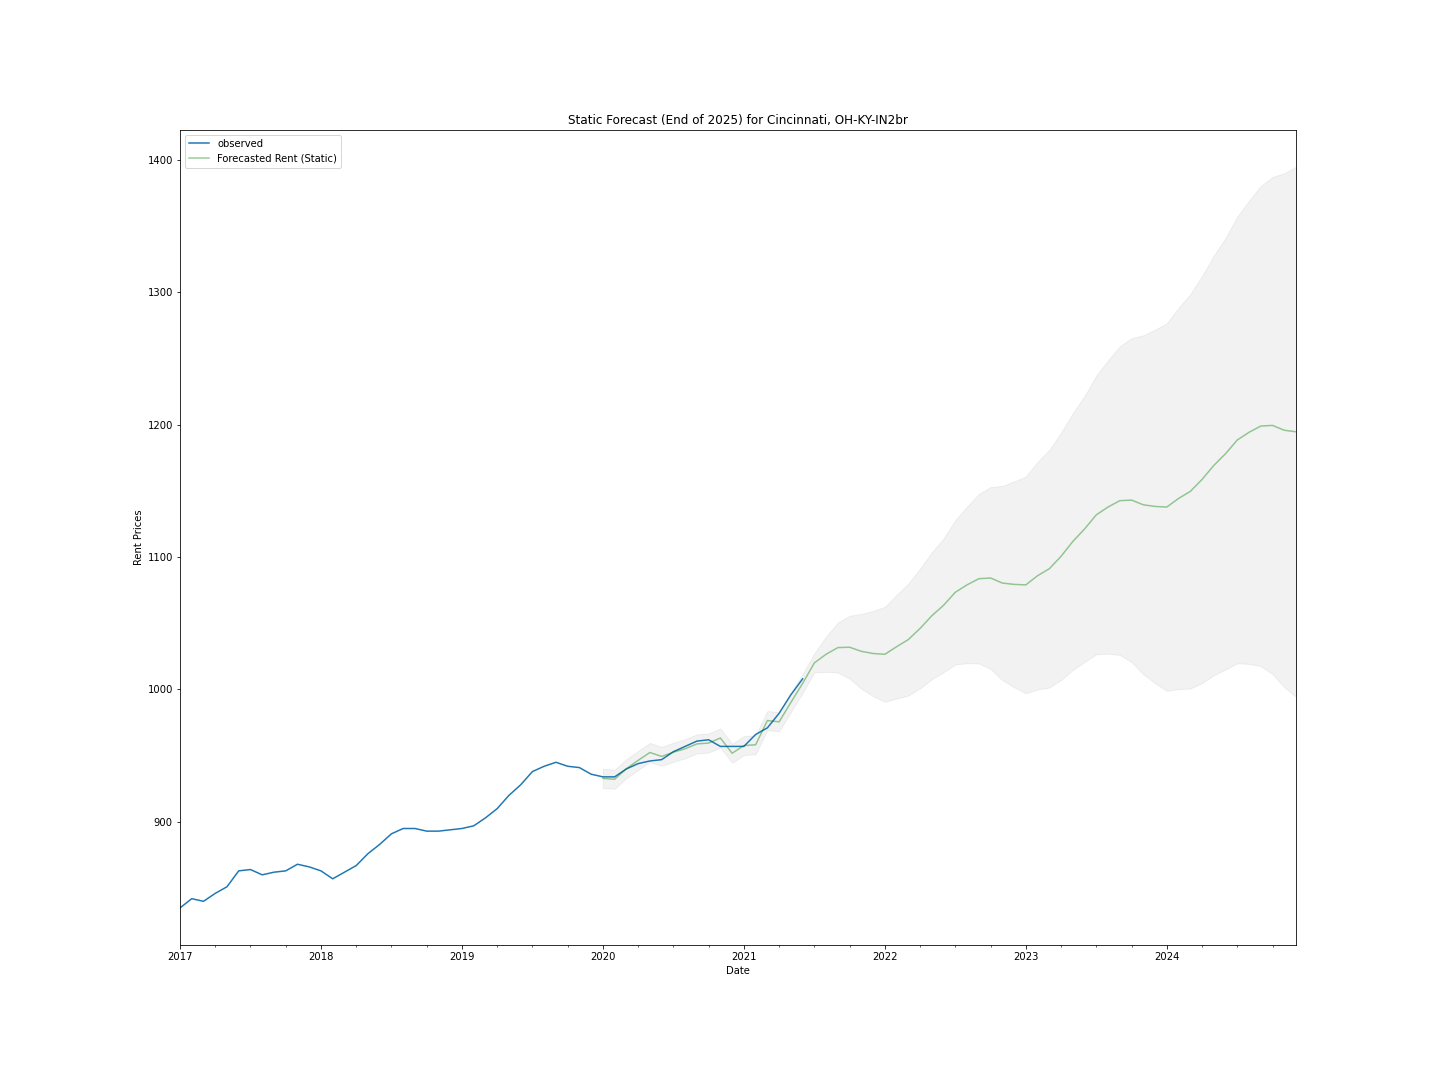 Static Forecast (End of 2025) for Cincinnati, OH-KY-IN2br
observed
Forecasted Rent (Static)
1400
1300
1200
1100
1000
900
Rent Prices
2017 2018 2019 2020 2021 2022 2023 2024
Date